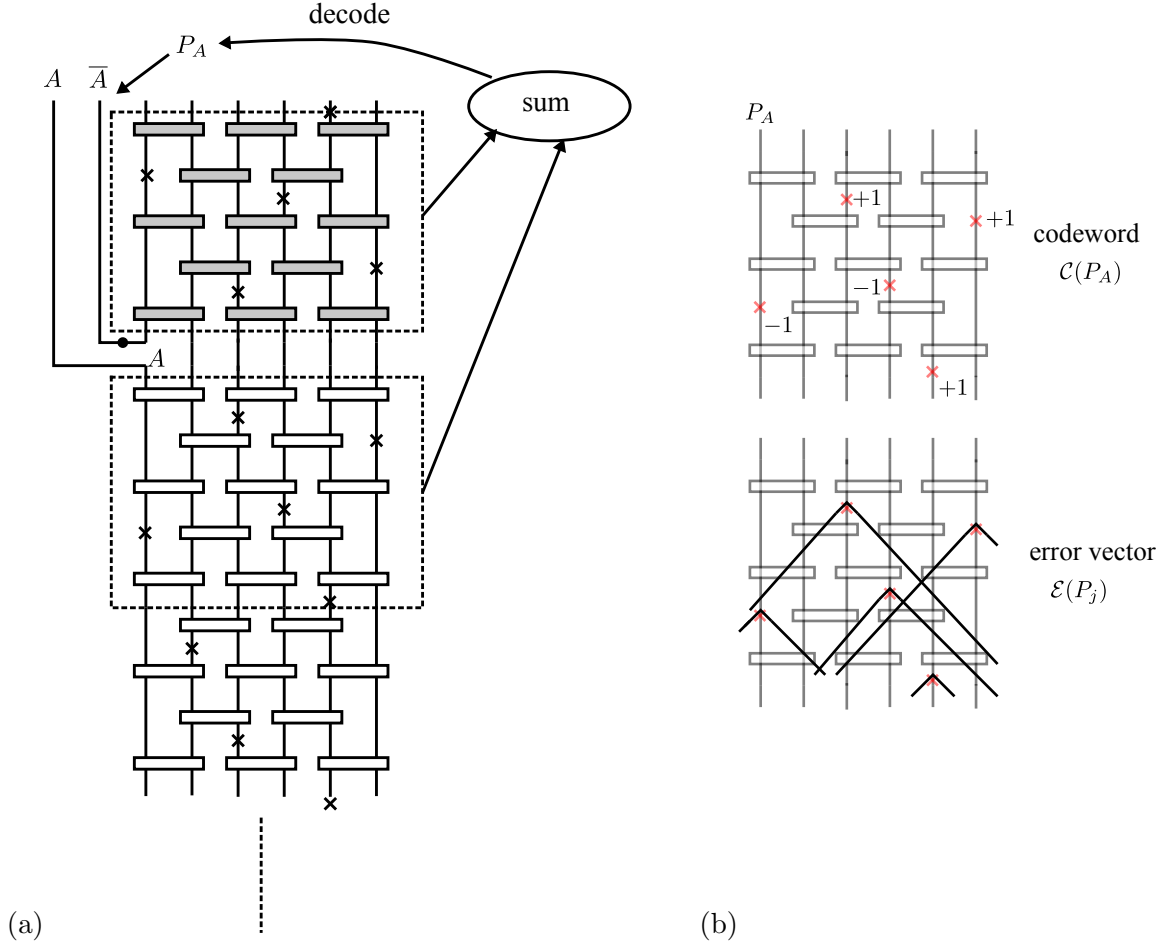 decode
P_A
A
A̅
sum
A
(a)
P_A
+1
+1
−1
−1
+1
codeword
𝒞(P_A)
error vector
ℰ(P_j)
(b)